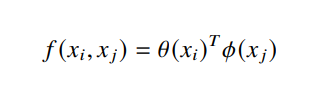 f(x_i, x_j) = θ(x_i)^T ϕ(x_j)